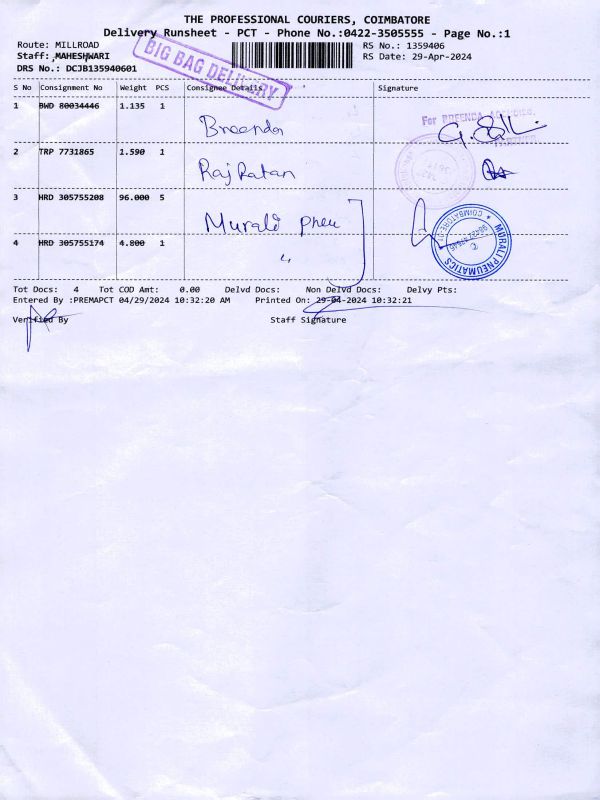 THE PROFESSIONAL COURIERS, COIMBATORE
Delivery Runsheet - PCT - Phone No.:0422-3505555 - Page No.:1
Route: MILLROAD
RS No.: 1359406
Staff: MAHESHWARI
RS Date: 29-Apr-2024
DRS No.: DCJB135940601
BIG BAG DELIVERY
S No Consignment No Weight PCS Consignee Details Signature
1 BWD 80034446 1.135 1
For BREENDA
2 TRP 7731865 1.590 1 Raj Ratan
3 HRD 305755208 96.000 5 Murali Pneu
4 HRD 305755174 4.800 1 "
MURALI PNEUMATICS
COIMBATORE
Tot Docs: 4 Tot COD Amt: 0.00 Delvd Docs: Non Delvd Docs: Delvy Pts:
Entered By :PREMAPCT 04/29/2024 10:32:20 AM Printed On: 29-04-2024 10:32:21
Verified By Staff Signature